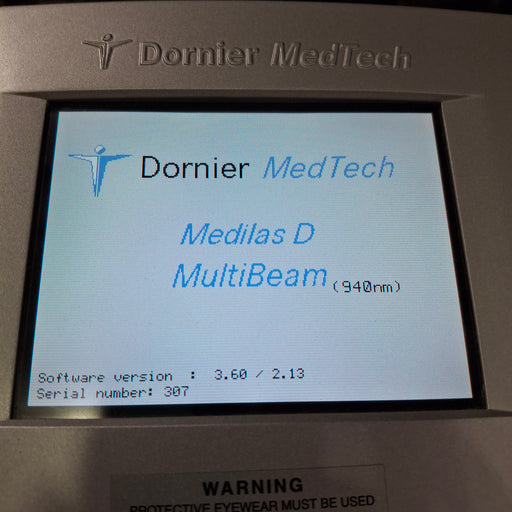 Dornier MedTech
Dornier MedTech
Medilas D
MultiBeam (940nm)
Software version : 3.60 / 2.13
Serial number: 307
WARNING
PROTECTIVE EYEWEAR MUST BE USED